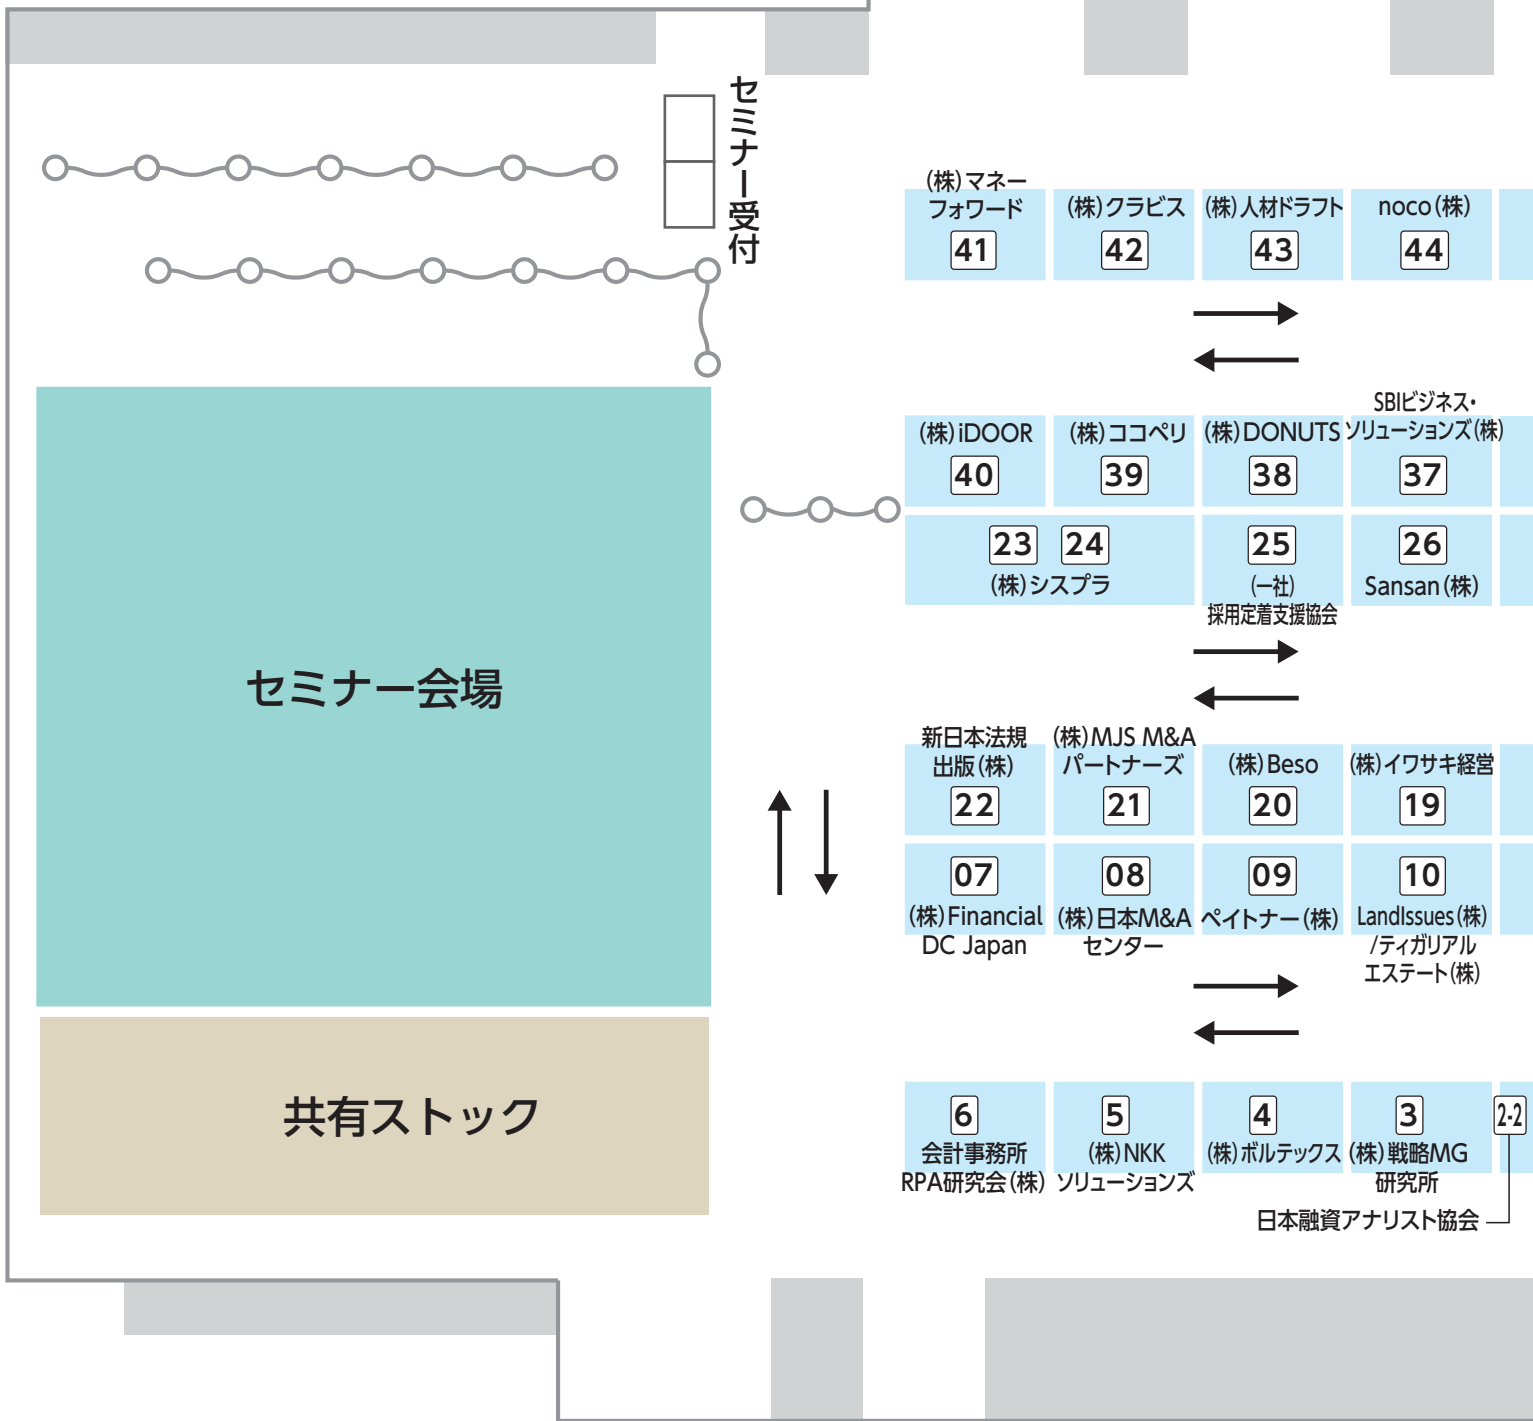 セミナー受付
(株)マネー
フォワード
41
(株)クラビス
42
(株)人材ドラフト
43
noco(株)
44
(株)iDOOR
40
(株)ココペリ
39
(株)DONUTS
38
SBIビジネス・
ソリューションズ(株)
37
23 24
(株)シスプラ
25
(一社)
採用定着支援協会
26
Sansan(株)
セミナー会場
新日本法規
出版(株)
22
(株)MJS M&A
パートナーズ
21
(株)Beso
20
(株)イワサキ経営
19
07
(株)Financial
DC Japan
08
(株)日本M&A
センター
09
ペイトナー(株)
10
LandIssues(株)
/ティガリアル
エステート(株)
共有ストック
6
会計事務所
RPA研究会(株)
5
(株)NKK
ソリューションズ
4
(株)ボルテックス
3
(株)戦略MG
研究所
2-2
日本融資アナリスト協会